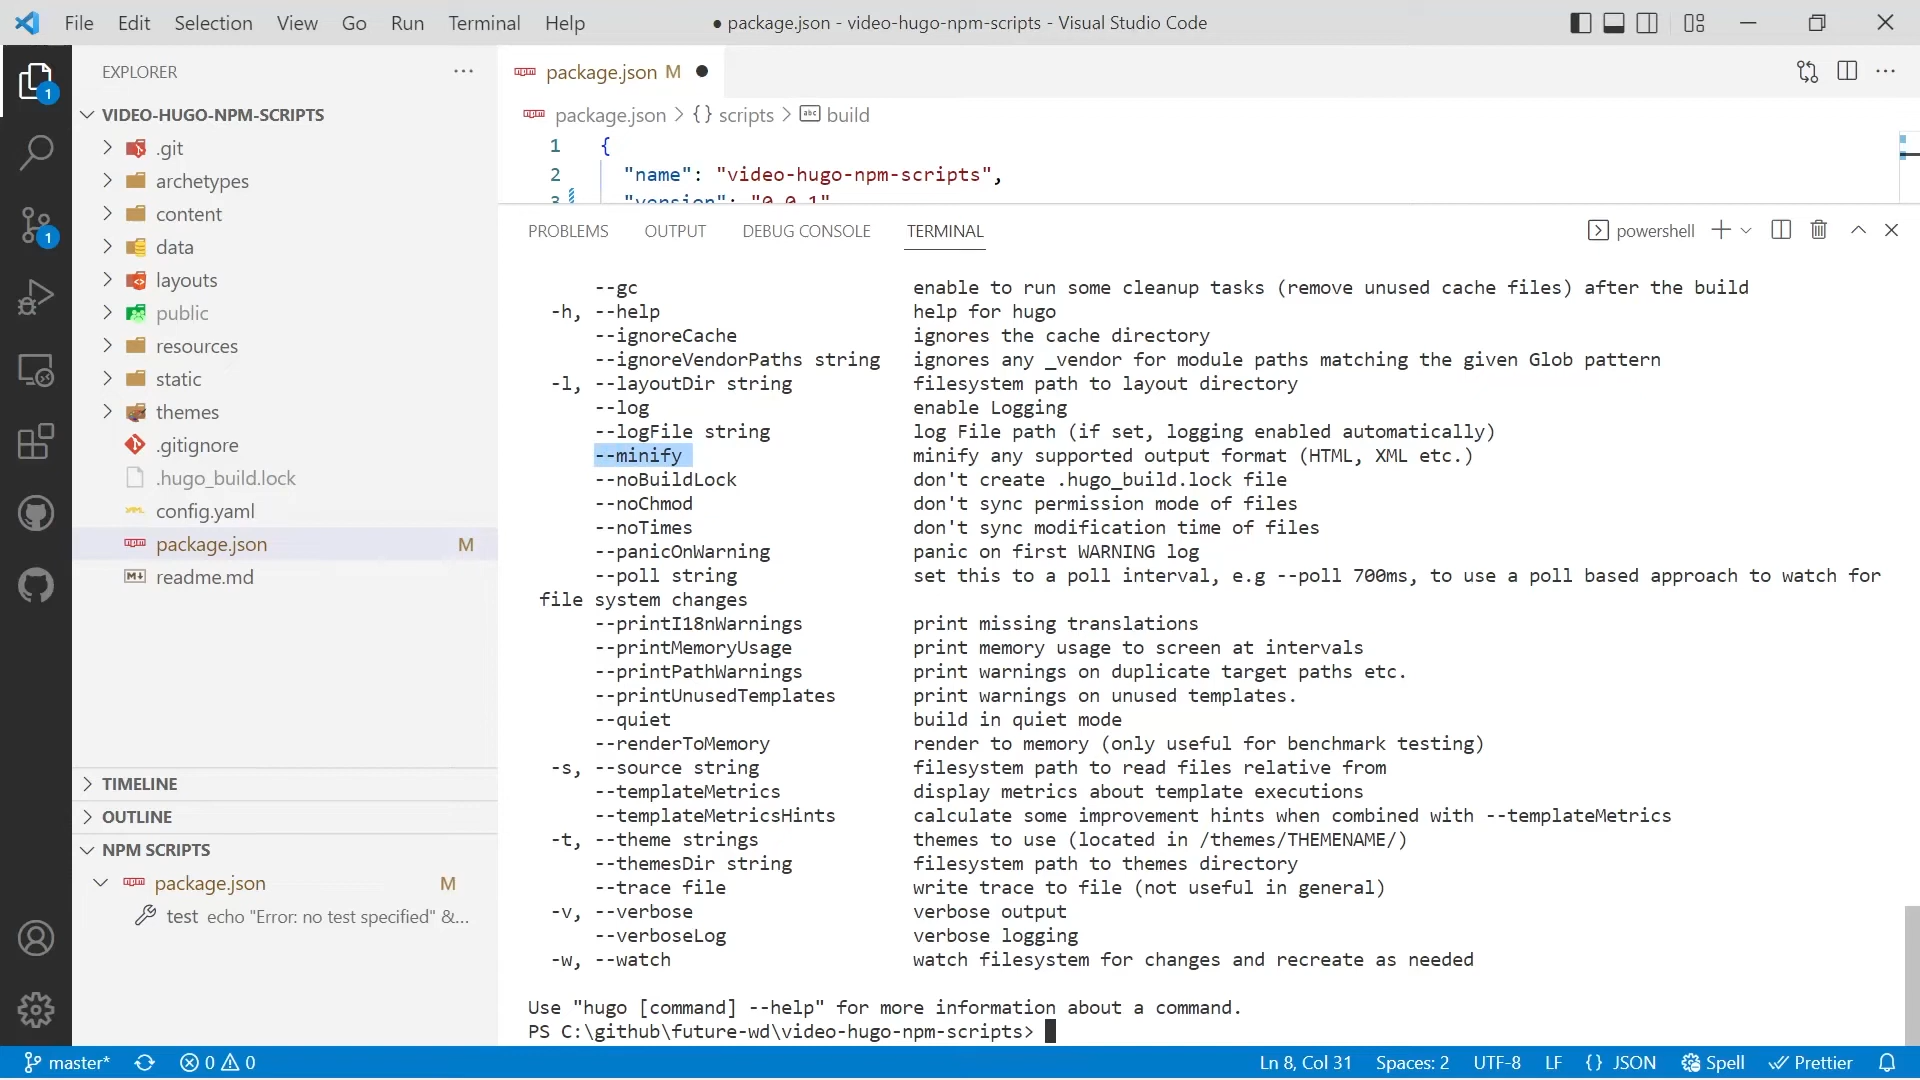 File Edit Selection View Go Run Terminal Help
● package.json - video-hugo-npm-scripts - Visual Studio Code
EXPLORER
VIDEO-HUGO-NPM-SCRIPTS
.git
archetypes
content
data
layouts
public
resources
static
themes
.gitignore
.hugo_build.lock
config.yaml
package.json M
readme.md
TIMELINE
OUTLINE
NPM SCRIPTS
package.json M
test echo "Error: no test specified" &...
1
1
package.json M
package.json > {} scripts > abc build
1 {
2 "name": "video-hugo-npm-scripts",
3 "version": "0.0.1"
PROBLEMS OUTPUT DEBUG CONSOLE TERMINAL
powershell
--gc enable to run some cleanup tasks (remove unused cache files) after the build
-h, --help help for hugo
--ignoreCache ignores the cache directory
--ignoreVendorPaths string ignores any _vendor for module paths matching the given Glob pattern
-l, --layoutDir string filesystem path to layout directory
--log enable Logging
--logFile string log File path (if set, logging enabled automatically)
--minify minify any supported output format (HTML, XML etc.)
--noBuildLock don't create .hugo_build.lock file
--noChmod don't sync permission mode of files
--noTimes don't sync modification time of files
--panicOnWarning panic on first WARNING log
--poll string set this to a poll interval, e.g --poll 700ms, to use a poll based approach to watch for
file system changes
--printI18nWarnings print missing translations
--printMemoryUsage print memory usage to screen at intervals
--printPathWarnings print warnings on duplicate target paths etc.
--printUnusedTemplates print warnings on unused templates.
--quiet build in quiet mode
--renderToMemory render to memory (only useful for benchmark testing)
-s, --source string filesystem path to read files relative from
--templateMetrics display metrics about template executions
--templateMetricsHints calculate some improvement hints when combined with --templateMetrics
-t, --theme strings themes to use (located in /themes/THEMENAME/)
--themesDir string filesystem path to themes directory
--trace file write trace to file (not useful in general)
-v, --verbose verbose output
--verboseLog verbose logging
-w, --watch watch filesystem for changes and recreate as needed
Use "hugo [command] --help" for more information about a command.
PS C:\github\future-wd\video-hugo-npm-scripts>
master* 0 0 Ln 8, Col 31 Spaces: 2 UTF-8 LF {} JSON Spell Prettier